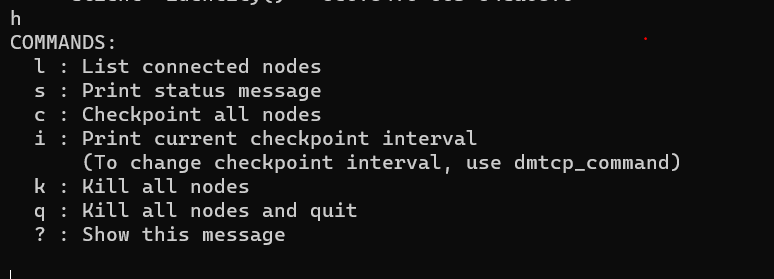 h
COMMANDS:
l : List connected nodes
s : Print status message
c : Checkpoint all nodes
i : Print current checkpoint interval
(To change checkpoint interval, use dmtcp_command)
k : Kill all nodes
q : Kill all nodes and quit
? : Show this message